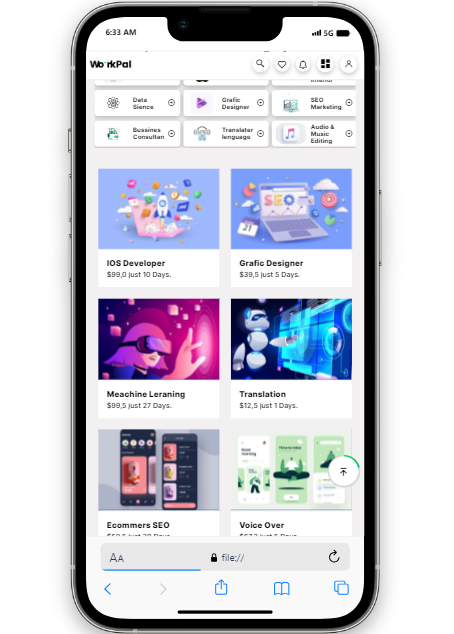 6:33 AM
5G
WorkPal
Data
Sience
Grafic
Designer
SEO
Marketing
Bussines
Consultan
Translater
lenguage
Audio &
Music
Editing
SEO
21
IOS Developer
$99,0 just 10 Days.
Grafic Designer
$39,5 just 5 Days.
Meachine Leraning
$99,5 just 27 Days.
Translation
$12,5 just 1 Days.
Ecommers SEO
Voice Over
AA
file://